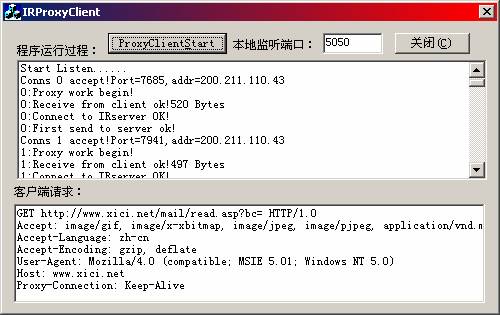 IRProxyClient
程序运行过程： ProxyClientStart 本地监听端口： 5050 关闭(C)
Start Listen......
Conns 0 accept!Port=7685,addr=200.211.110.43
0:Proxy work begin!
0:Receive from client ok!520 Bytes
0:Connect to IRserver OK!
0:First send to server ok!
Conns 1 accept!Port=7941,addr=200.211.110.43
1:Proxy work begin!
1:Receive from client ok!497 Bytes
1:Connect to IRserver OK!
客户端请求：
GET http://www.xici.net/mail/read.asp?bc= HTTP/1.0
Accept: image/gif, image/x-xbitmap, image/jpeg, image/pjpeg, application/vnd.m
Accept-Language: zh-cn
Accept-Encoding: gzip, deflate
User-Agent: Mozilla/4.0 (compatible; MSIE 5.01; Windows NT 5.0)
Host: www.xici.net
Proxy-Connection: Keep-Alive